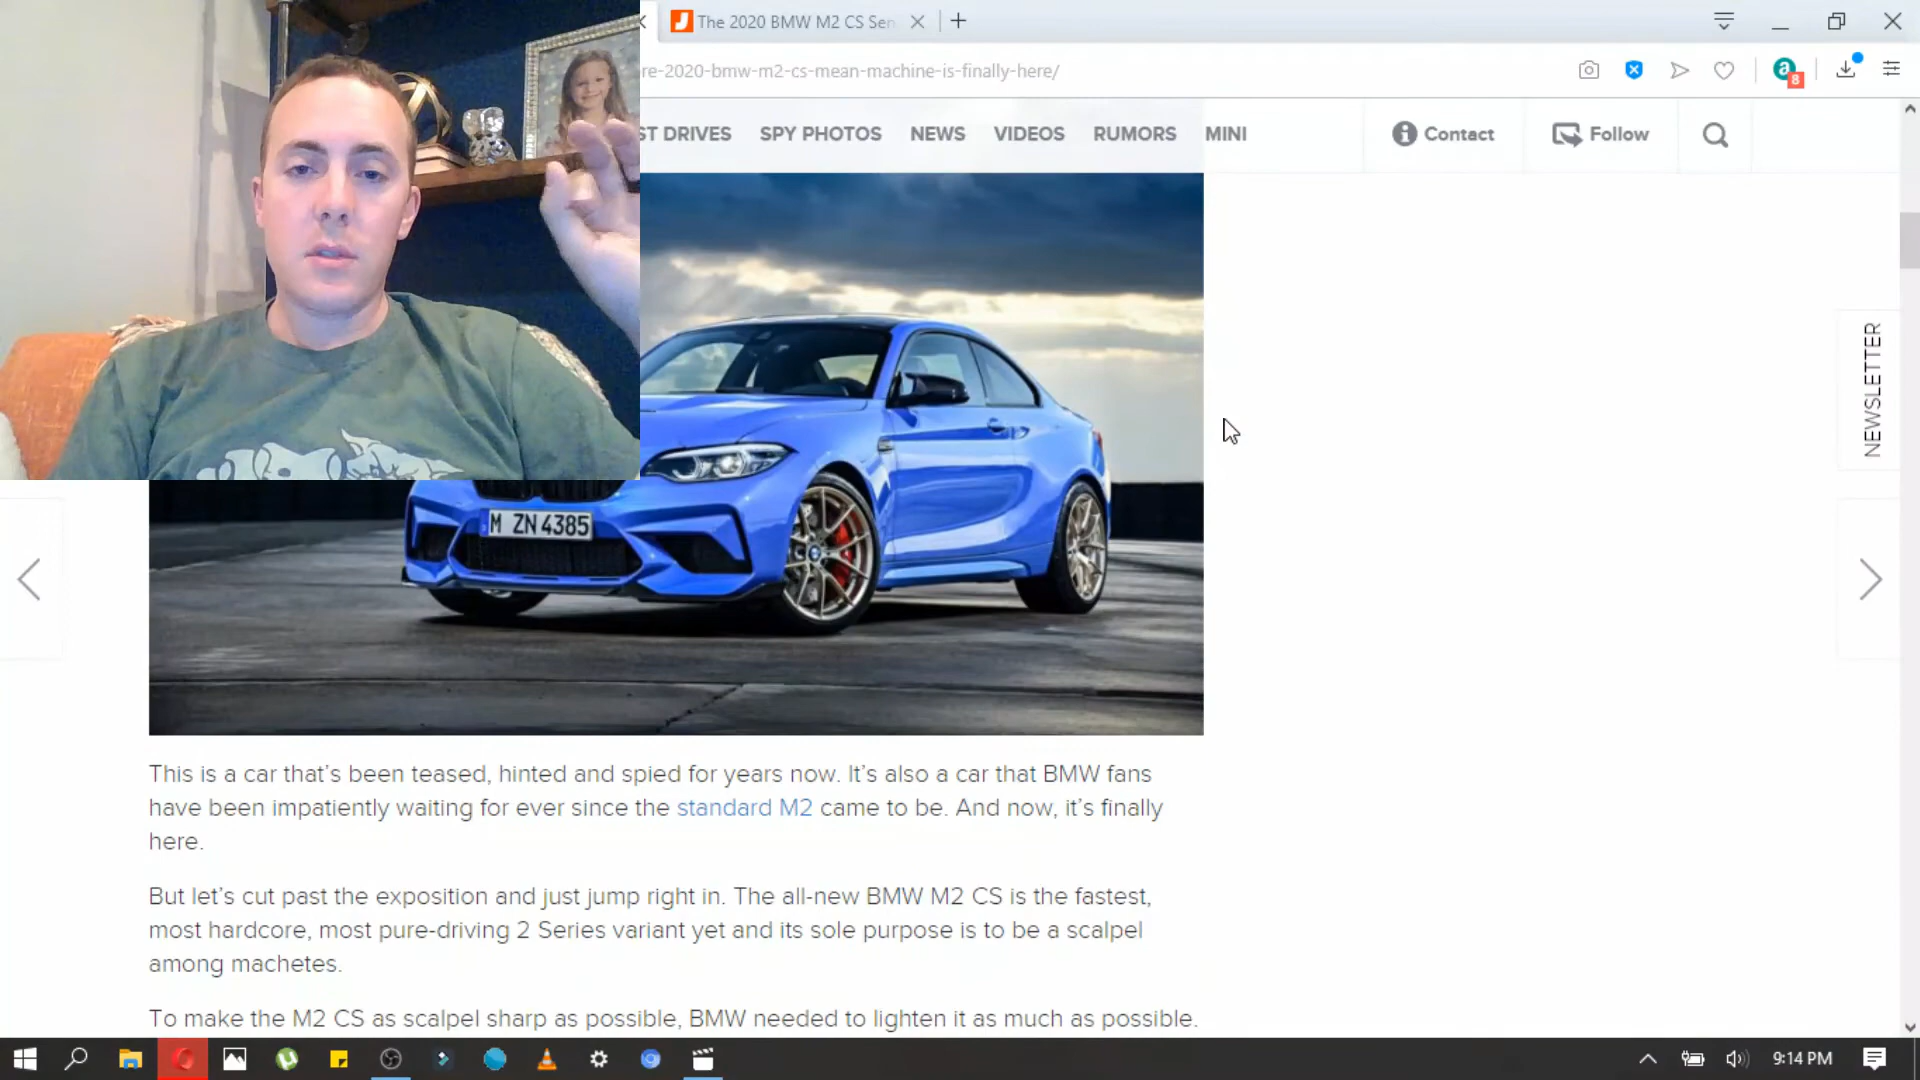 The 2020 BMW M2 CS Sen
re-2020-bmw-m2-cs-mean-machine-is-finally-here/
8
ST DRIVES SPY PHOTOS NEWS VIDEOS RUMORS MINI Contact Follow
NEWSLETTER
M ZN 4385
This is a car that's been teased, hinted and spied for years now. It's also a car that BMW fans
have been impatiently waiting for ever since the standard M2 came to be. And now, it's finally
here.
But let's cut past the exposition and just jump right in. The all-new BMW M2 CS is the fastest,
most hardcore, most pure-driving 2 Series variant yet and its sole purpose is to be a scalpel
among machetes.
To make the M2 CS as scalpel sharp as possible, BMW needed to lighten it as much as possible.
9:14 PM